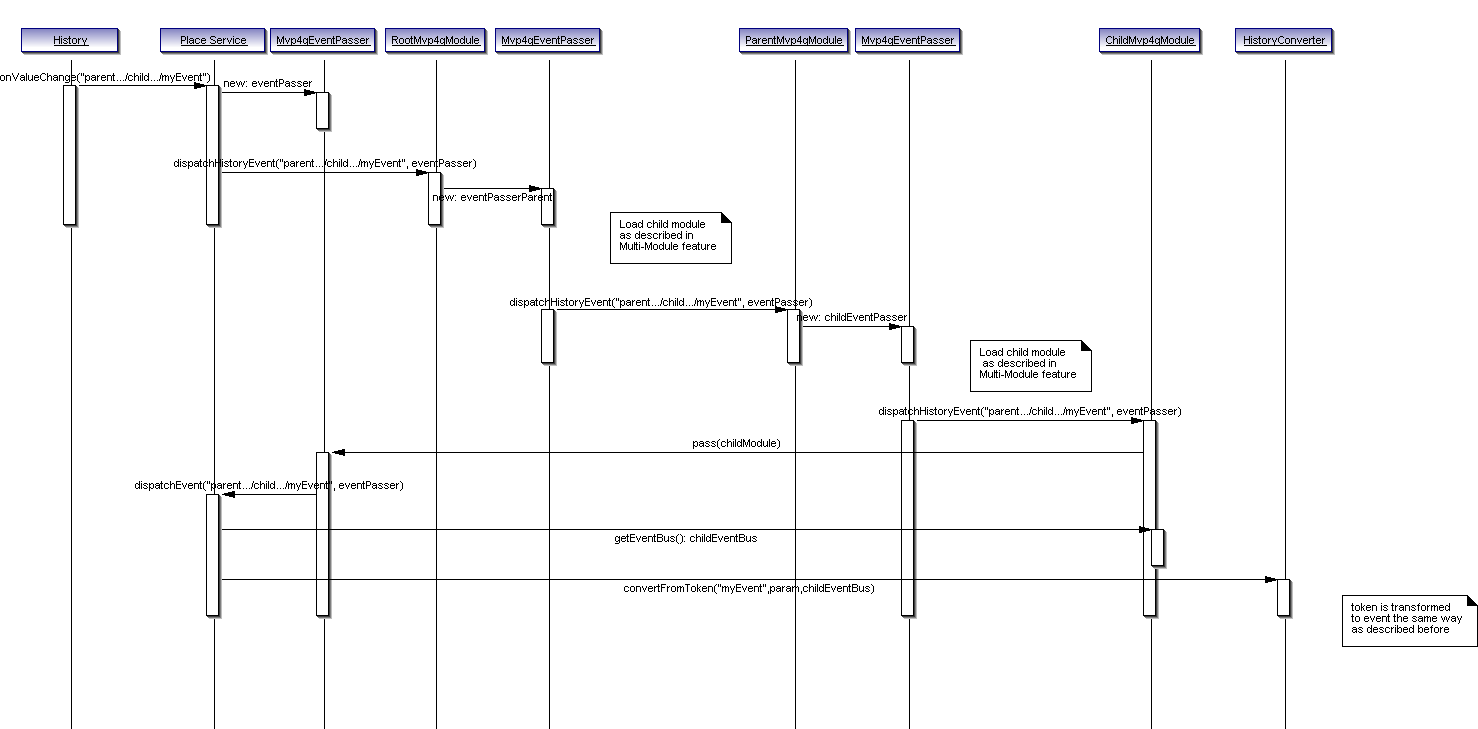 History
Place Service
Mvp4gEventPasser
RootMvp4gModule
Mvp4gEventPasser
ParentMvp4gModule
Mvp4gEventPasser
ChildMvp4gModule
HistoryConverter
onValueChange("parent.../child.../myEvent")
new: eventPasser
dispatchHistoryEvent("parent.../child.../myEvent", eventPasser)
new: eventPasserParent
Load child module
as described in
Multi-Module feature
dispatchHistoryEvent("parent.../child.../myEvent", eventPasser)
new: childEventPasser
Load child module
as described in
Multi-Module feature
dispatchHistoryEvent("parent.../child.../myEvent", eventPasser)
pass(childModule)
dispatchEvent("parent.../child.../myEvent", eventPasser)
getEventBus(): childEventBus
convertFromToken("myEvent",param,childEventBus)
token is transformed
to event the same way
as described before